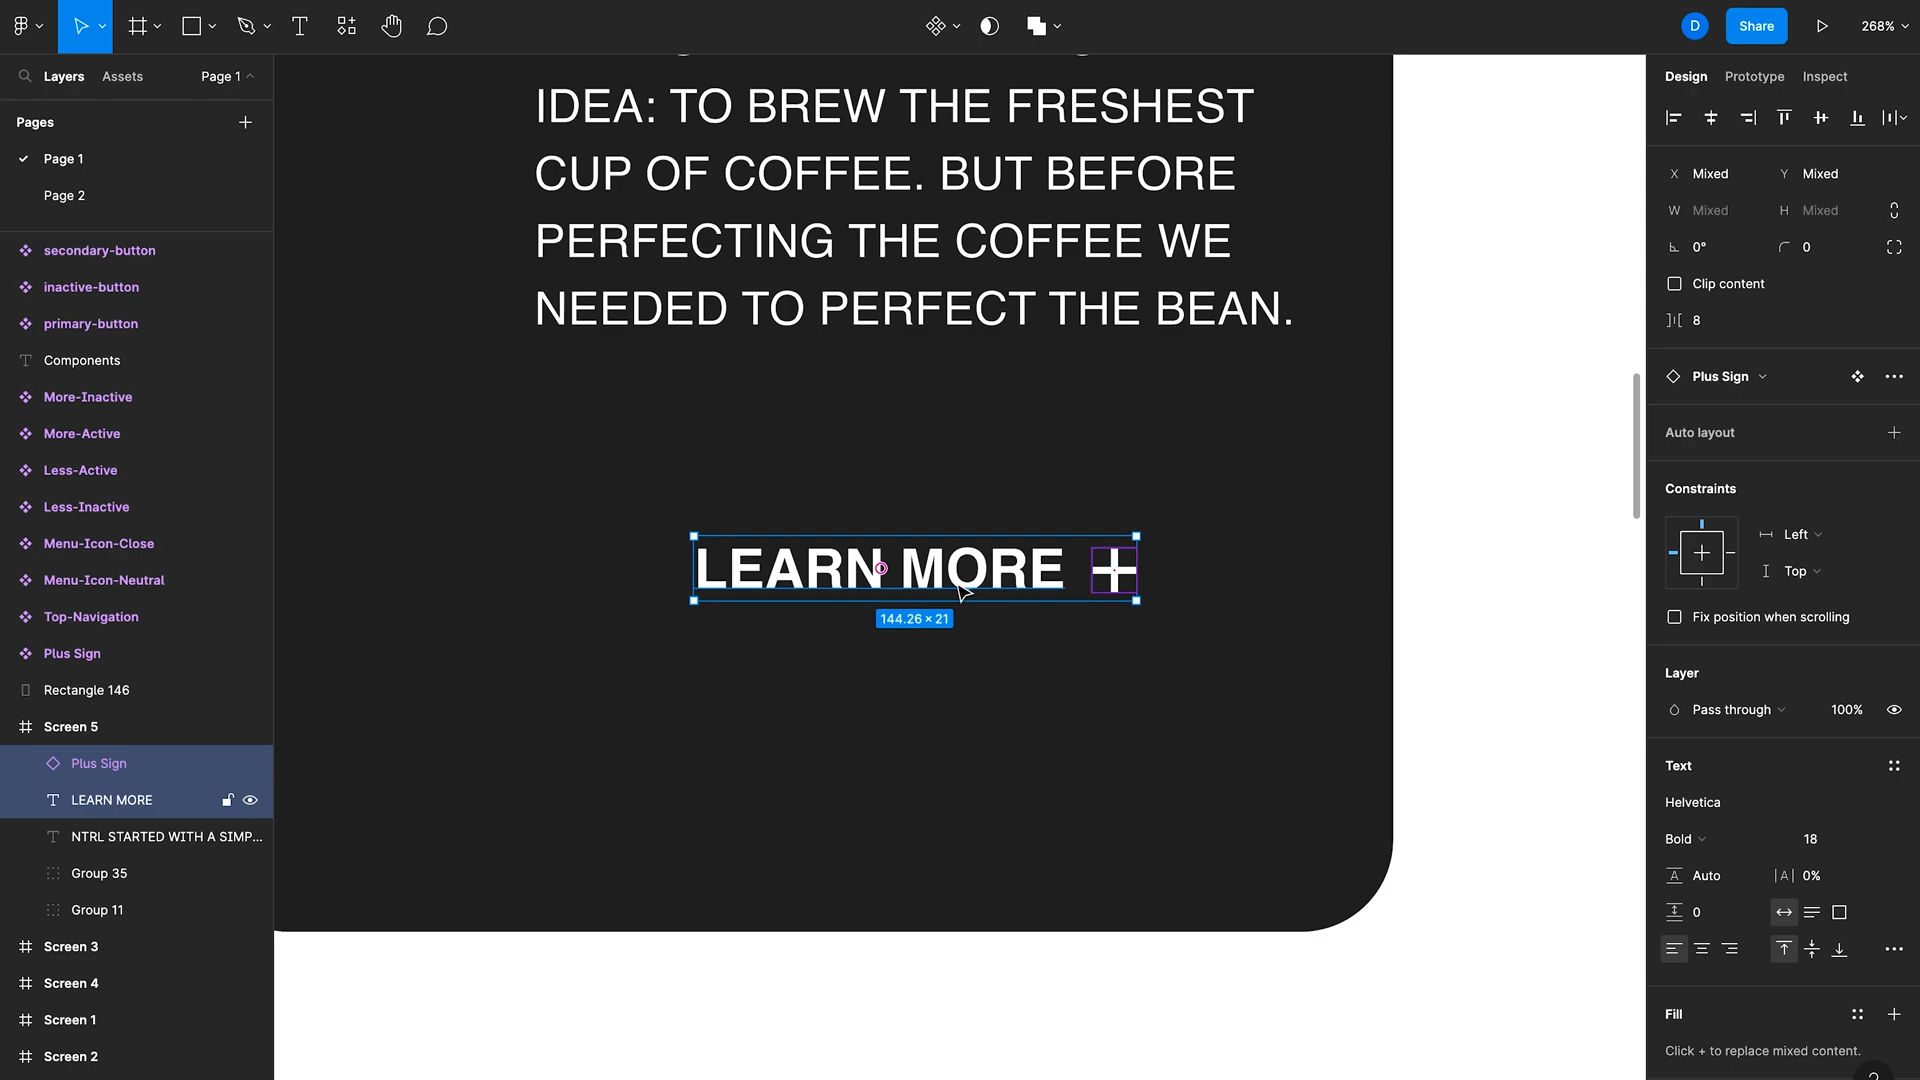 D
Share
268%
Layers
Assets
Page 1
Pages
Page 1
Page 2
secondary-button
inactive-button
primary-button
Components
More-Inactive
More-Active
Less-Active
Less-Inactive
Menu-Icon-Close
Menu-Icon-Neutral
Top-Navigation
Plus Sign
Rectangle 146
Screen 5
Plus Sign
LEARN MORE
NTRL STARTED WITH A SIMP...
Group 35
Group 11
Screen 3
Screen 4
Screen 1
Screen 2
IDEA: TO BREW THE FRESHEST
CUP OF COFFEE. BUT BEFORE
PERFECTING THE COFFEE WE
NEEDED TO PERFECT THE BEAN.
LEARN MORE
144.26 × 21
Design
Prototype
Inspect
X Mixed
Y Mixed
W Mixed
H Mixed
0°
0
Clip content
8
Plus Sign
Auto layout
Constraints
Left
Top
Fix position when scrolling
Layer
Pass through
100%
Text
Helvetica
Bold
18
Auto
0%
0
Fill
Click + to replace mixed content.